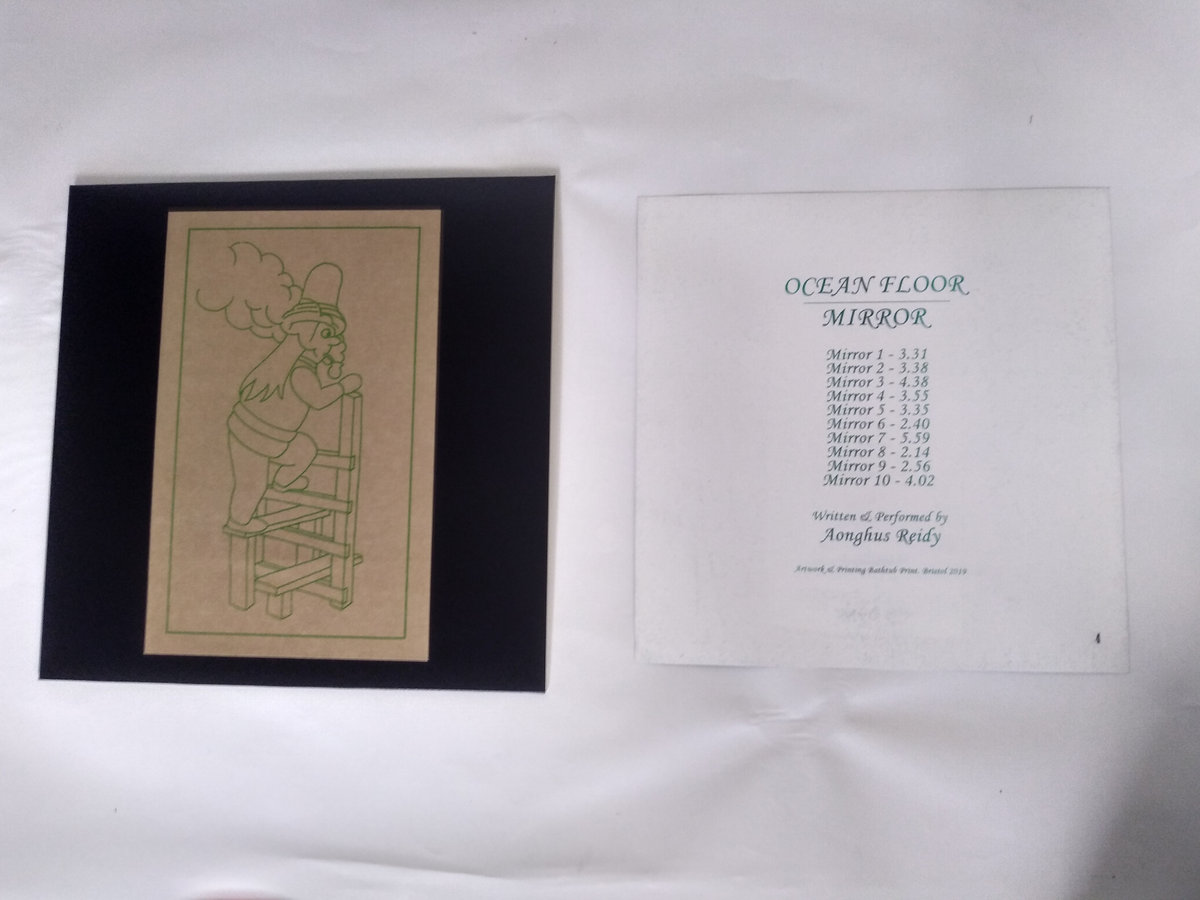 OCEAN FLOOR
MIRROR
Mirror 1 - 3.31
Mirror 2 - 3.38
Mirror 3 - 4.38
Mirror 4 - 3.55
Mirror 5 - 3.35
Mirror 6 - 2.40
Mirror 7 - 5.59
Mirror 8 - 2.14
Mirror 9 - 2.56
Mirror 10 - 4.02
Written & Performed by
Aonghus Reidy
Artwork & Printing Bathtub Print. Bristol 2019
4